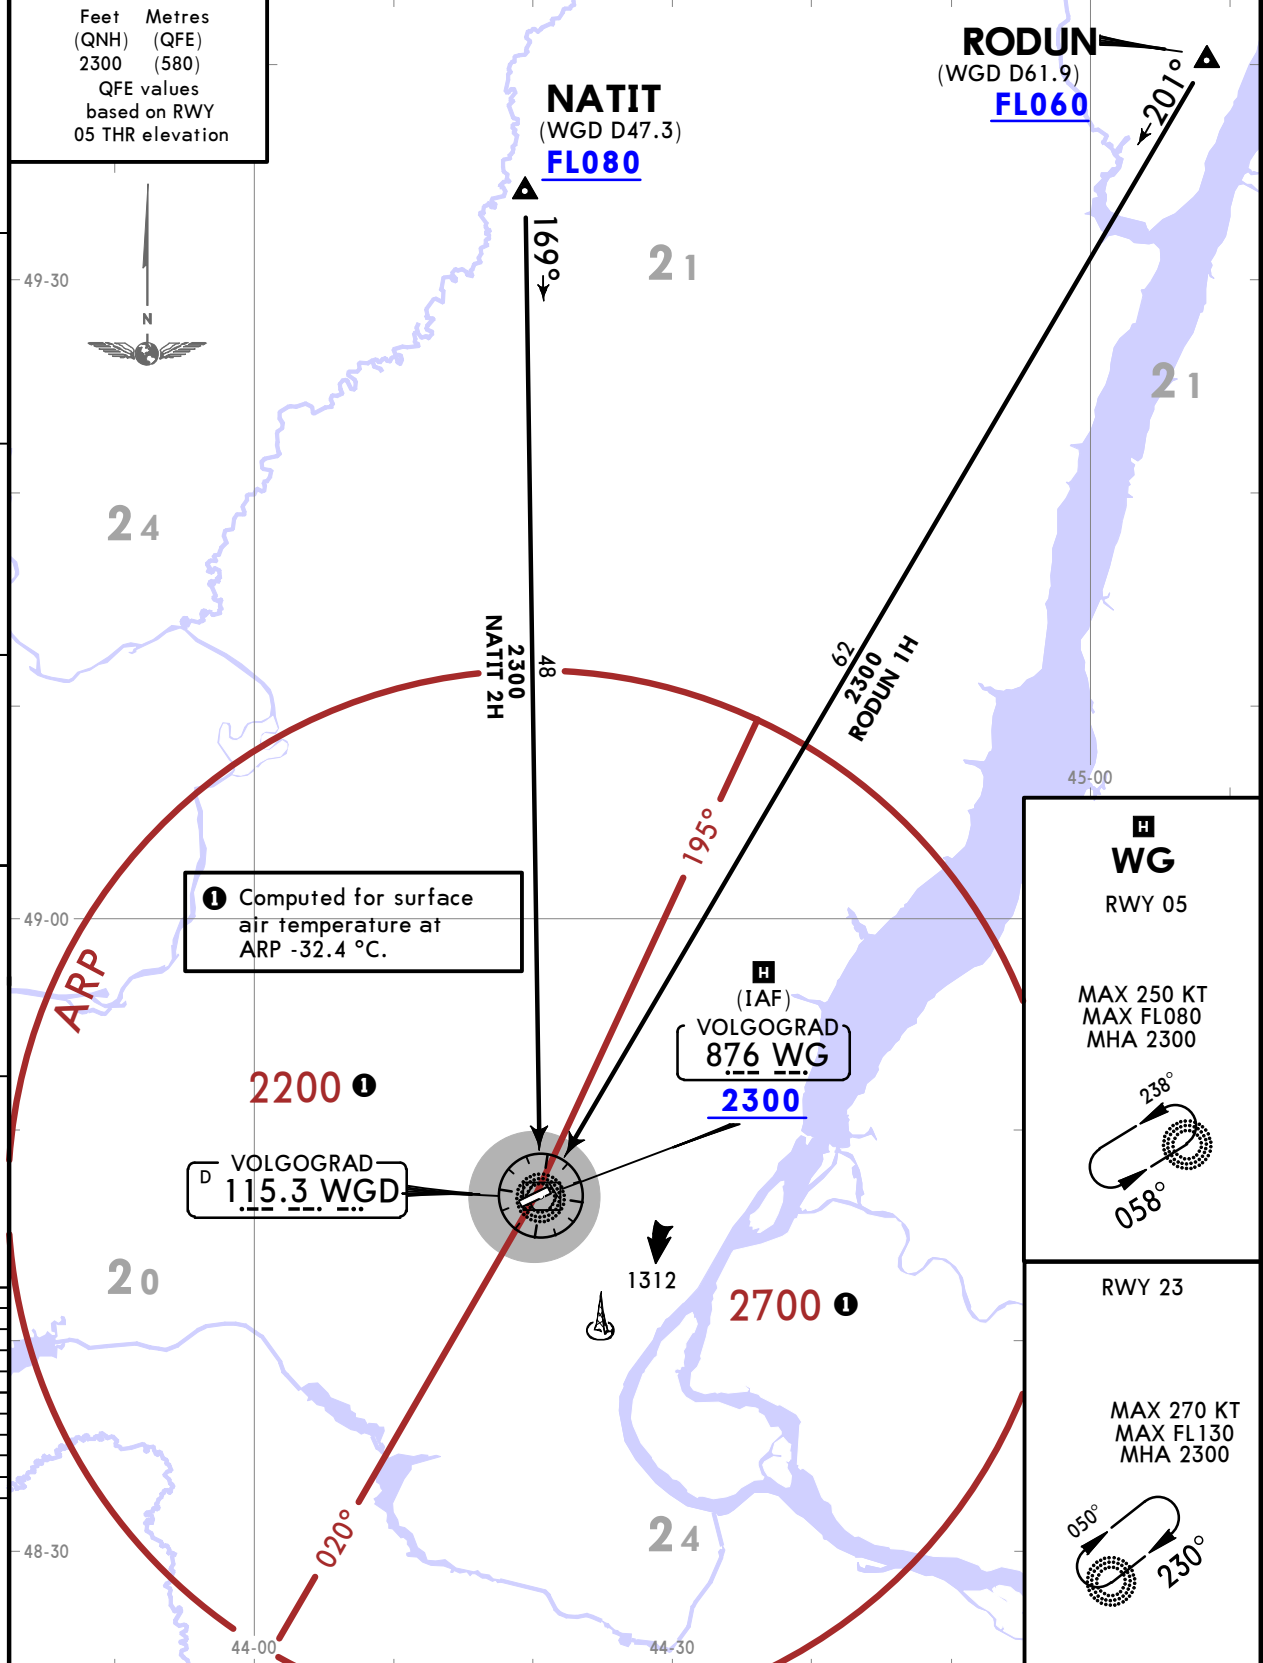 Feet Metres
(QNH) (QFE)
2300 (580)
QFE values
based on RWY
05 THR elevation
RODUN
(WGD D61.9)
FL060
201°
NATIT
(WGD D47.3)
FL080
169°
21
49-30
N
21
24
NATIT 2H
2300
48
62
2300
RODUN 1H
45-00
195°
H
WG
RWY 05
MAX 250 KT
MAX FL080
MHA 2300
238°
058°
❶ Computed for surface
air temperature at
ARP -32.4 °C.
49-00
ARP
H
(IAF)
VOLGOGRAD
876 WG
2300
2200 ❶
VOLGOGRAD
D 115.3 WGD
20
1312
2700 ❶
RWY 23
MAX 270 KT
MAX FL130
MHA 2300
050°
230°
020°
24
48-30
44-00
44-30